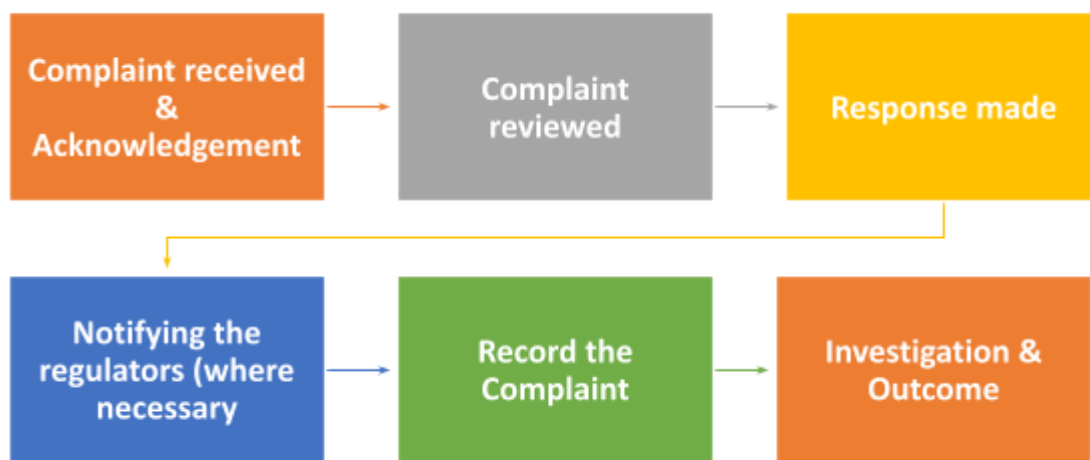 Complaint received
&
Acknowledgement
Complaint
reviewed
Response made
Notifying the
regulators (where
necessary
Record the
Complaint
Investigation &
Outcome